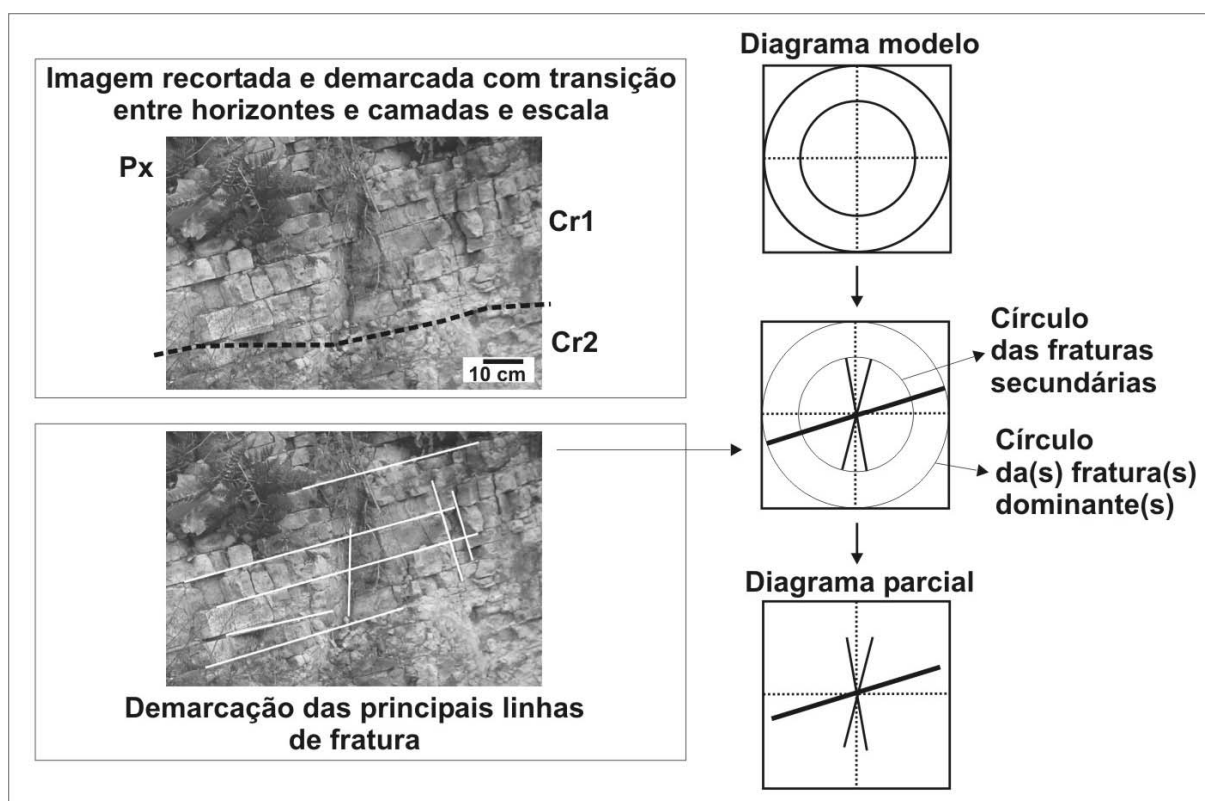 Imagem recortada e demarcada com transição
entre horizontes e camadas e escala
Px
Cr1
Cr2
10 cm
Demarcação das principais linhas
de fratura
Diagrama modelo
Círculo
das fraturas
secundárias
Círculo
da(s) fratura(s)
dominante(s)
Diagrama parcial